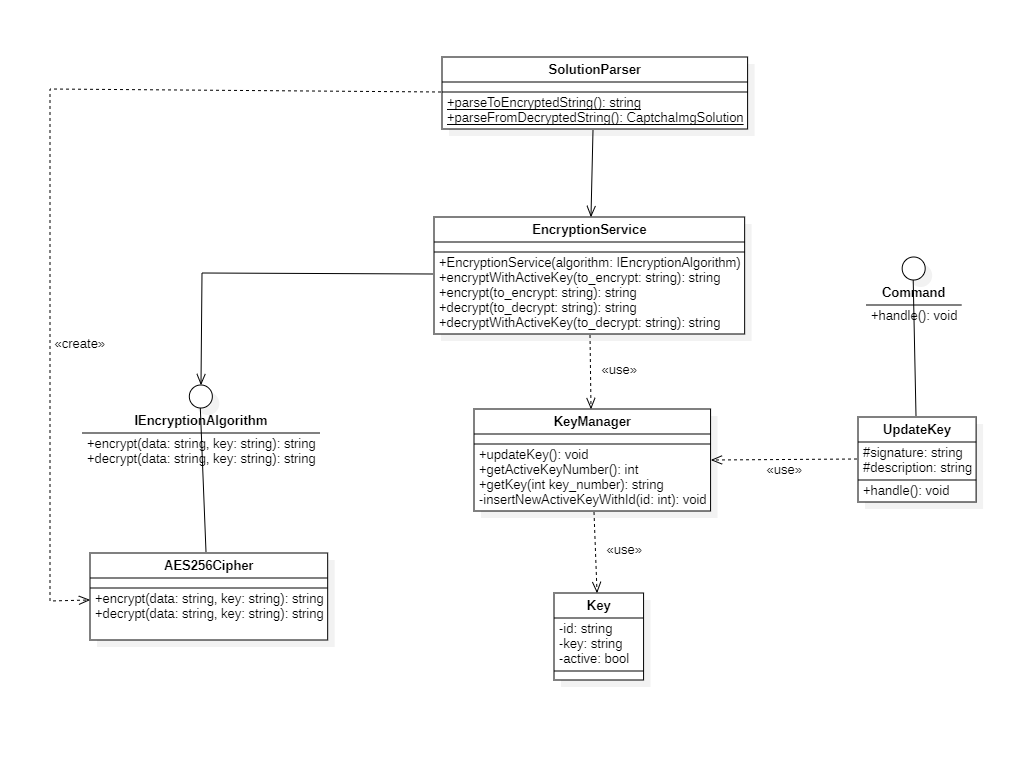 SolutionParser
+parseToEncryptedString(): string
+parseFromDecryptedString(): CaptchaImgSolution
EncryptionService
+EncryptionService(algorithm: IEncryptionAlgorithm)
+encryptWithActiveKey(to_encrypt: string): string
+encrypt(to_encrypt: string): string
+decrypt(to_decrypt: string): string
+decryptWithActiveKey(to_decrypt: string): string
Command
+handle(): void
«create»
«use»
IEncryptionAlgorithm
+encrypt(data: string, key: string): string
+decrypt(data: string, key: string): string
KeyManager
+updateKey(): void
+getActiveKeyNumber(): int
+getKey(int key_number): string
-insertNewActiveKeyWithId(id: int): void
«use»
UpdateKey
#signature: string
#description: string
+handle(): void
«use»
AES256Cipher
+encrypt(data: string, key: string): string
+decrypt(data: string, key: string): string
Key
-id: string
-key: string
-active: bool